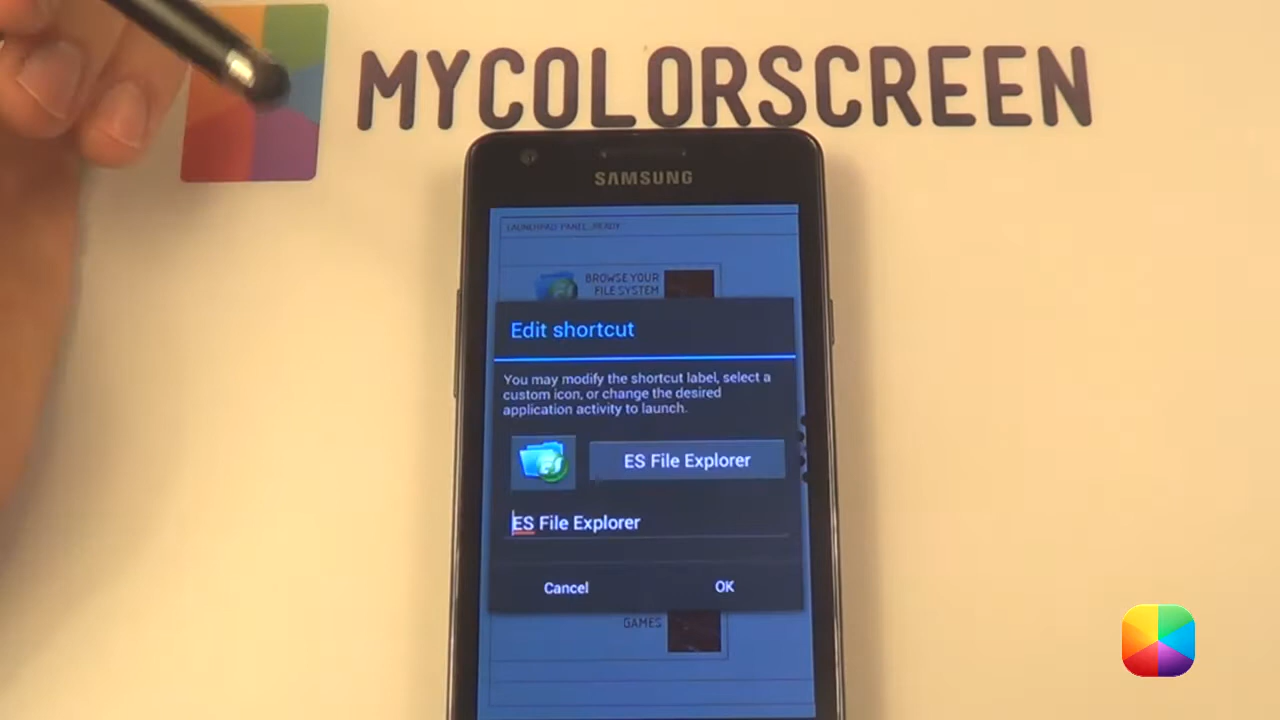 MYCOLORSCREEN
SAMSUNG
LAUNCHPAD PANEL READY
BROWSE YOUR
FILE SYSTEM
Edit shortcut
You may modify the shortcut label, select a
custom icon, or change the desired
application activity to launch.
ES File Explorer
ES File Explorer
Cancel
OK
GAMES